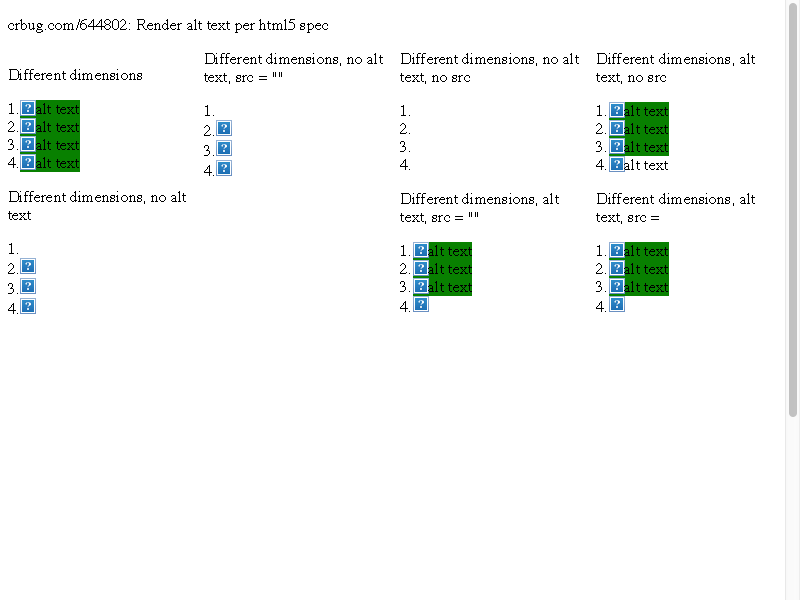 crbug.com/644802: Render alt text per html5 spec
Different dimensions
1. ? alt text
2. ? alt text
3. ? alt text
4. ? alt text
Different dimensions, no alt
text
1.
2. ?
3. ?
4. ?
Different dimensions, no alt
text, src = ""
1.
2. ?
3. ?
4. ?
Different dimensions, no alt
text, no src
1.
2.
3.
4.
Different dimensions, alt
text, src = ""
1. ? alt text
2. ? alt text
3. ? alt text
4. ?
Different dimensions, alt
text, no src
1. ? alt text
2. ? alt text
3. ? alt text
4. ? alt text
Different dimensions, alt
text, src =
1. ? alt text
2. ? alt text
3. ? alt text
4. ?